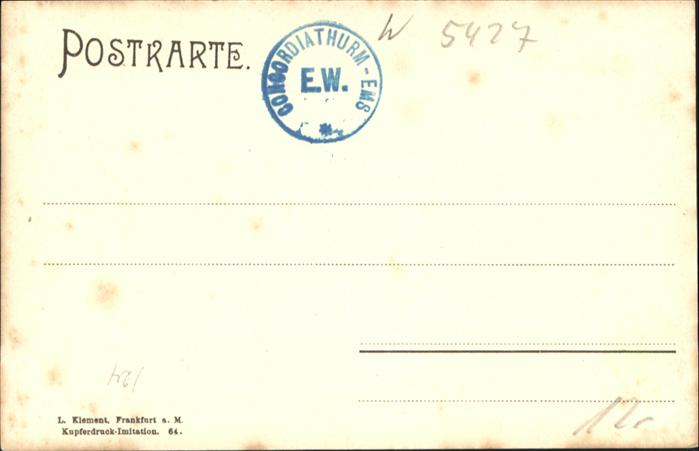 POSTKARTE.
CONCORDIATHURM - EMS
E.W.
W 5427
L. Klement, Frankfurt a. M.
Kupferdruck-Imitation. 64.